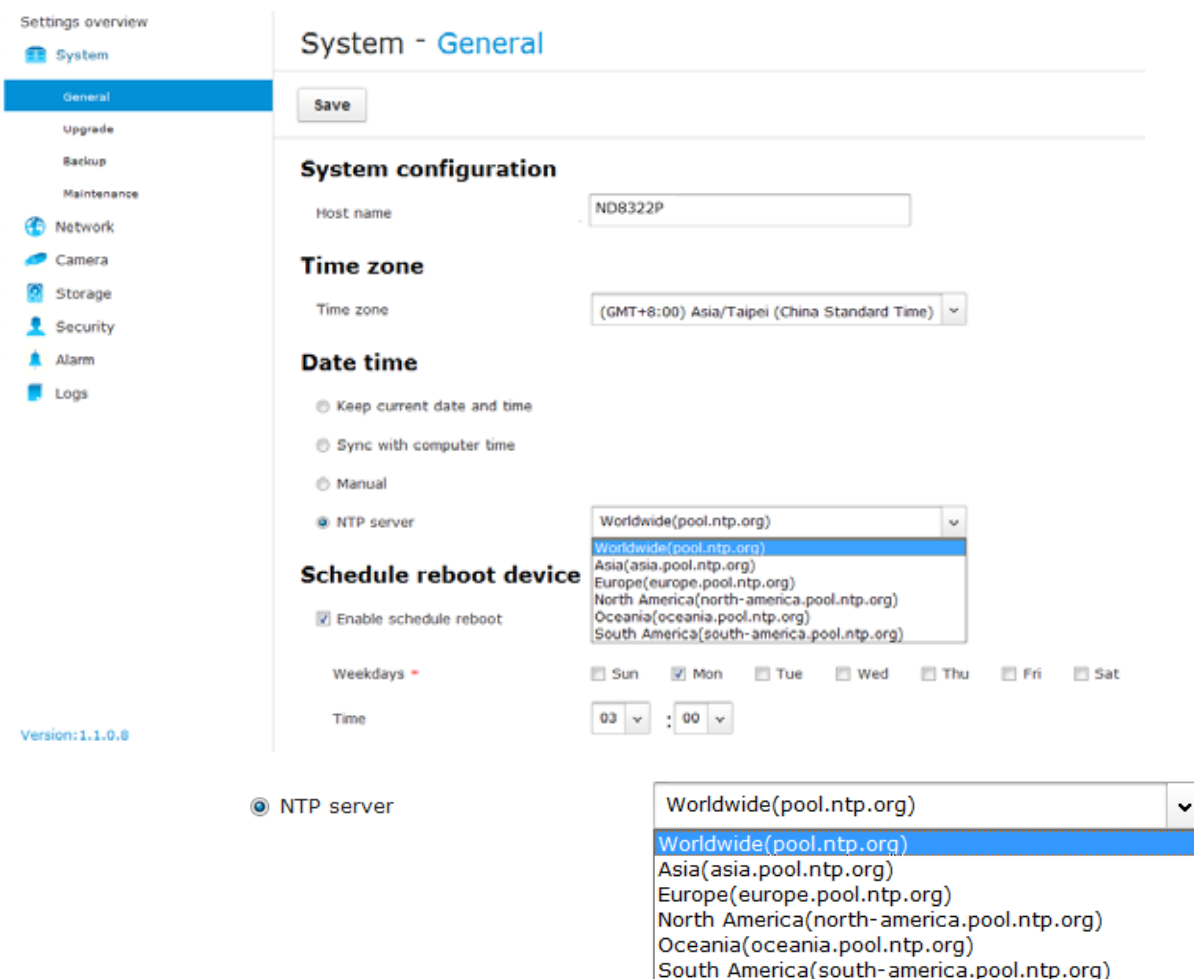 Settings overview
System
General
Upgrade
Backup
Maintenance
Network
Camera
Storage
Security
Alarm
Logs
Version:1.1.0.8
System - General
Save
System configuration
Host name ND8322P
Time zone
Time zone (GMT+8:00) Asia/Taipei (China Standard Time)
Date time
Keep current date and time
Sync with computer time
Manual
NTP server Worldwide(pool.ntp.org)
Worldwide(pool.ntp.org)
Asia(asia.pool.ntp.org)
Europe(europe.pool.ntp.org)
North America(north-america.pool.ntp.org)
Oceania(oceania.pool.ntp.org)
South America(south-america.pool.ntp.org)
Schedule reboot device
Enable schedule reboot
Weekdays * Sun Mon Tue Wed Thu Fri Sat
Time 03 : 00
NTP server Worldwide(pool.ntp.org)
Worldwide(pool.ntp.org)
Asia(asia.pool.ntp.org)
Europe(europe.pool.ntp.org)
North America(north-america.pool.ntp.org)
Oceania(oceania.pool.ntp.org)
South America(south-america.pool.ntp.org)